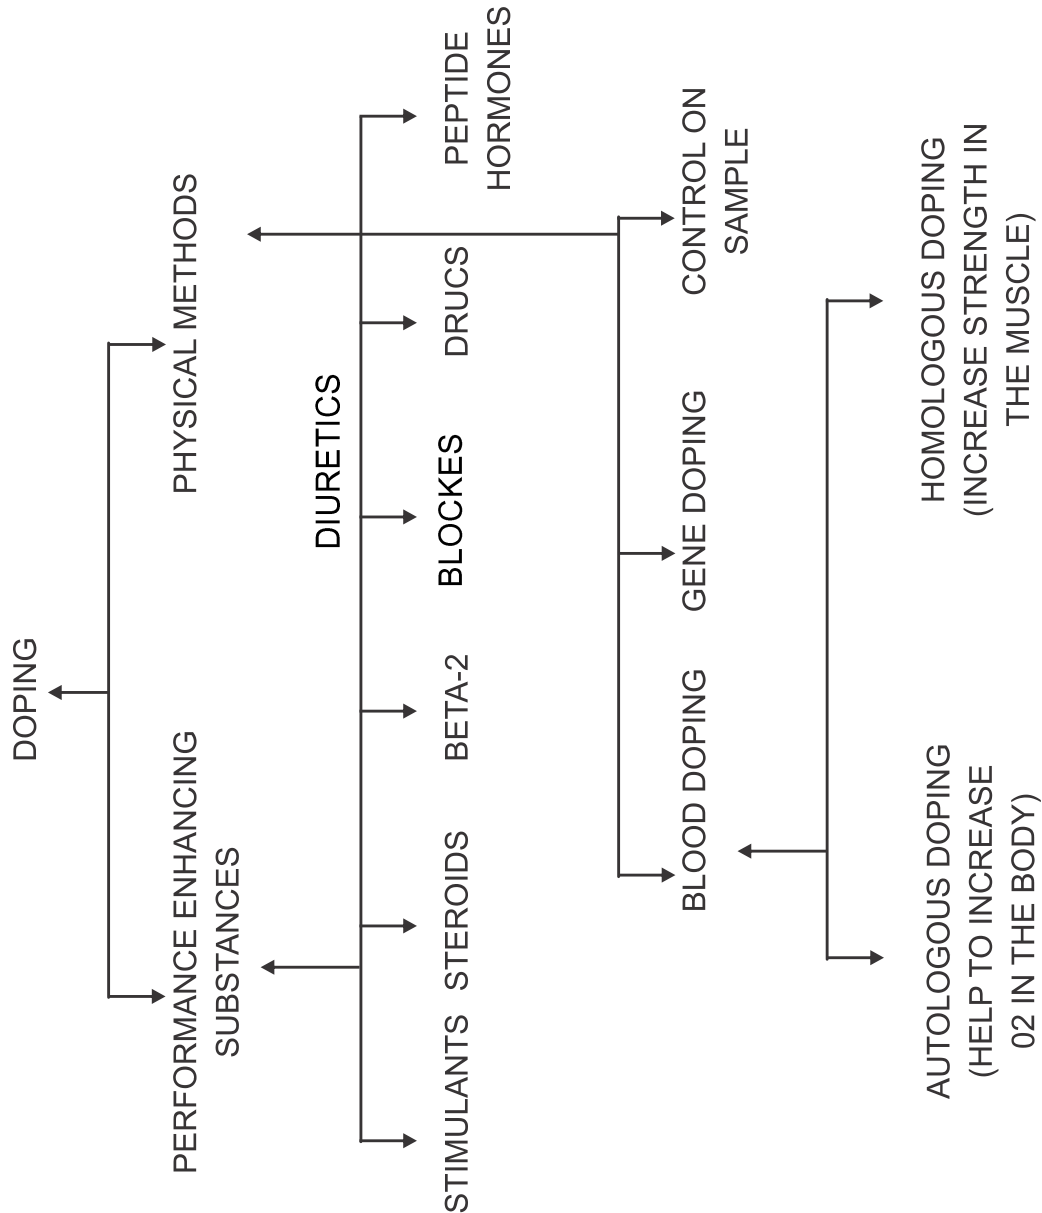 DOPING
PERFORMANCE ENHANCING
SUBSTANCES
PHYSICAL METHODS
DIURETICS
STIMULANTS
STEROIDS
BETA-2
BLOCKES
DRUCS
PEPTIDE
HORMONES
BLOOD DOPING
GENE DOPING
CONTROL ON
SAMPLE
AUTOLOGOUS DOPING
(HELP TO INCREASE
02 IN THE BODY)
HOMOLOGOUS DOPING
(INCREASE STRENGTH IN
THE MUSCLE)